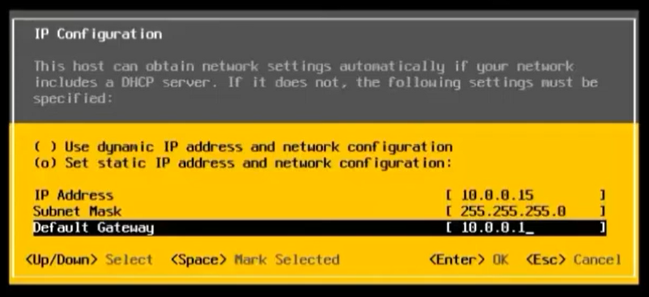 IP Configuration
This host can obtain network settings automatically if your network
includes a DHCP server. If it does not, the following settings must be
specified:
( ) Use dynamic IP address and network configuration
(o) Set static IP address and network configuration:
IP Address [ 10.0.0.15 ]
Subnet Mask [ 255.255.255.0 ]
Default Gateway [ 10.0.0.1_ ]
<Up/Down> Select <Space> Mark Selected <Enter> OK <Esc> Cancel